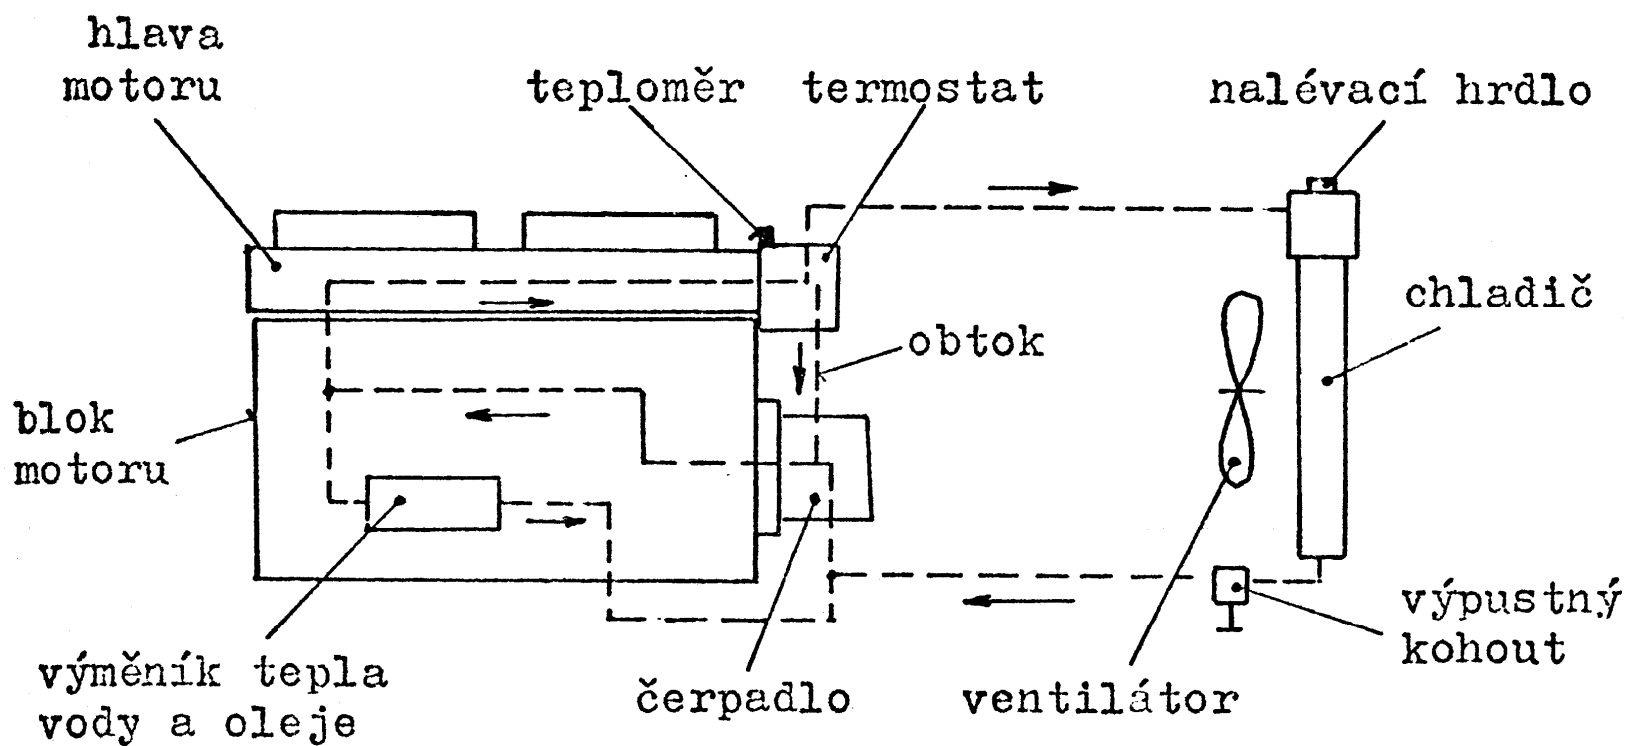 hlava
motoru
teploměr
termostat
nalévací hrdlo
chladič
obtok
blok
motoru
výpustný
kohout
výměník tepla
vody a oleje
čerpadlo
ventilátor